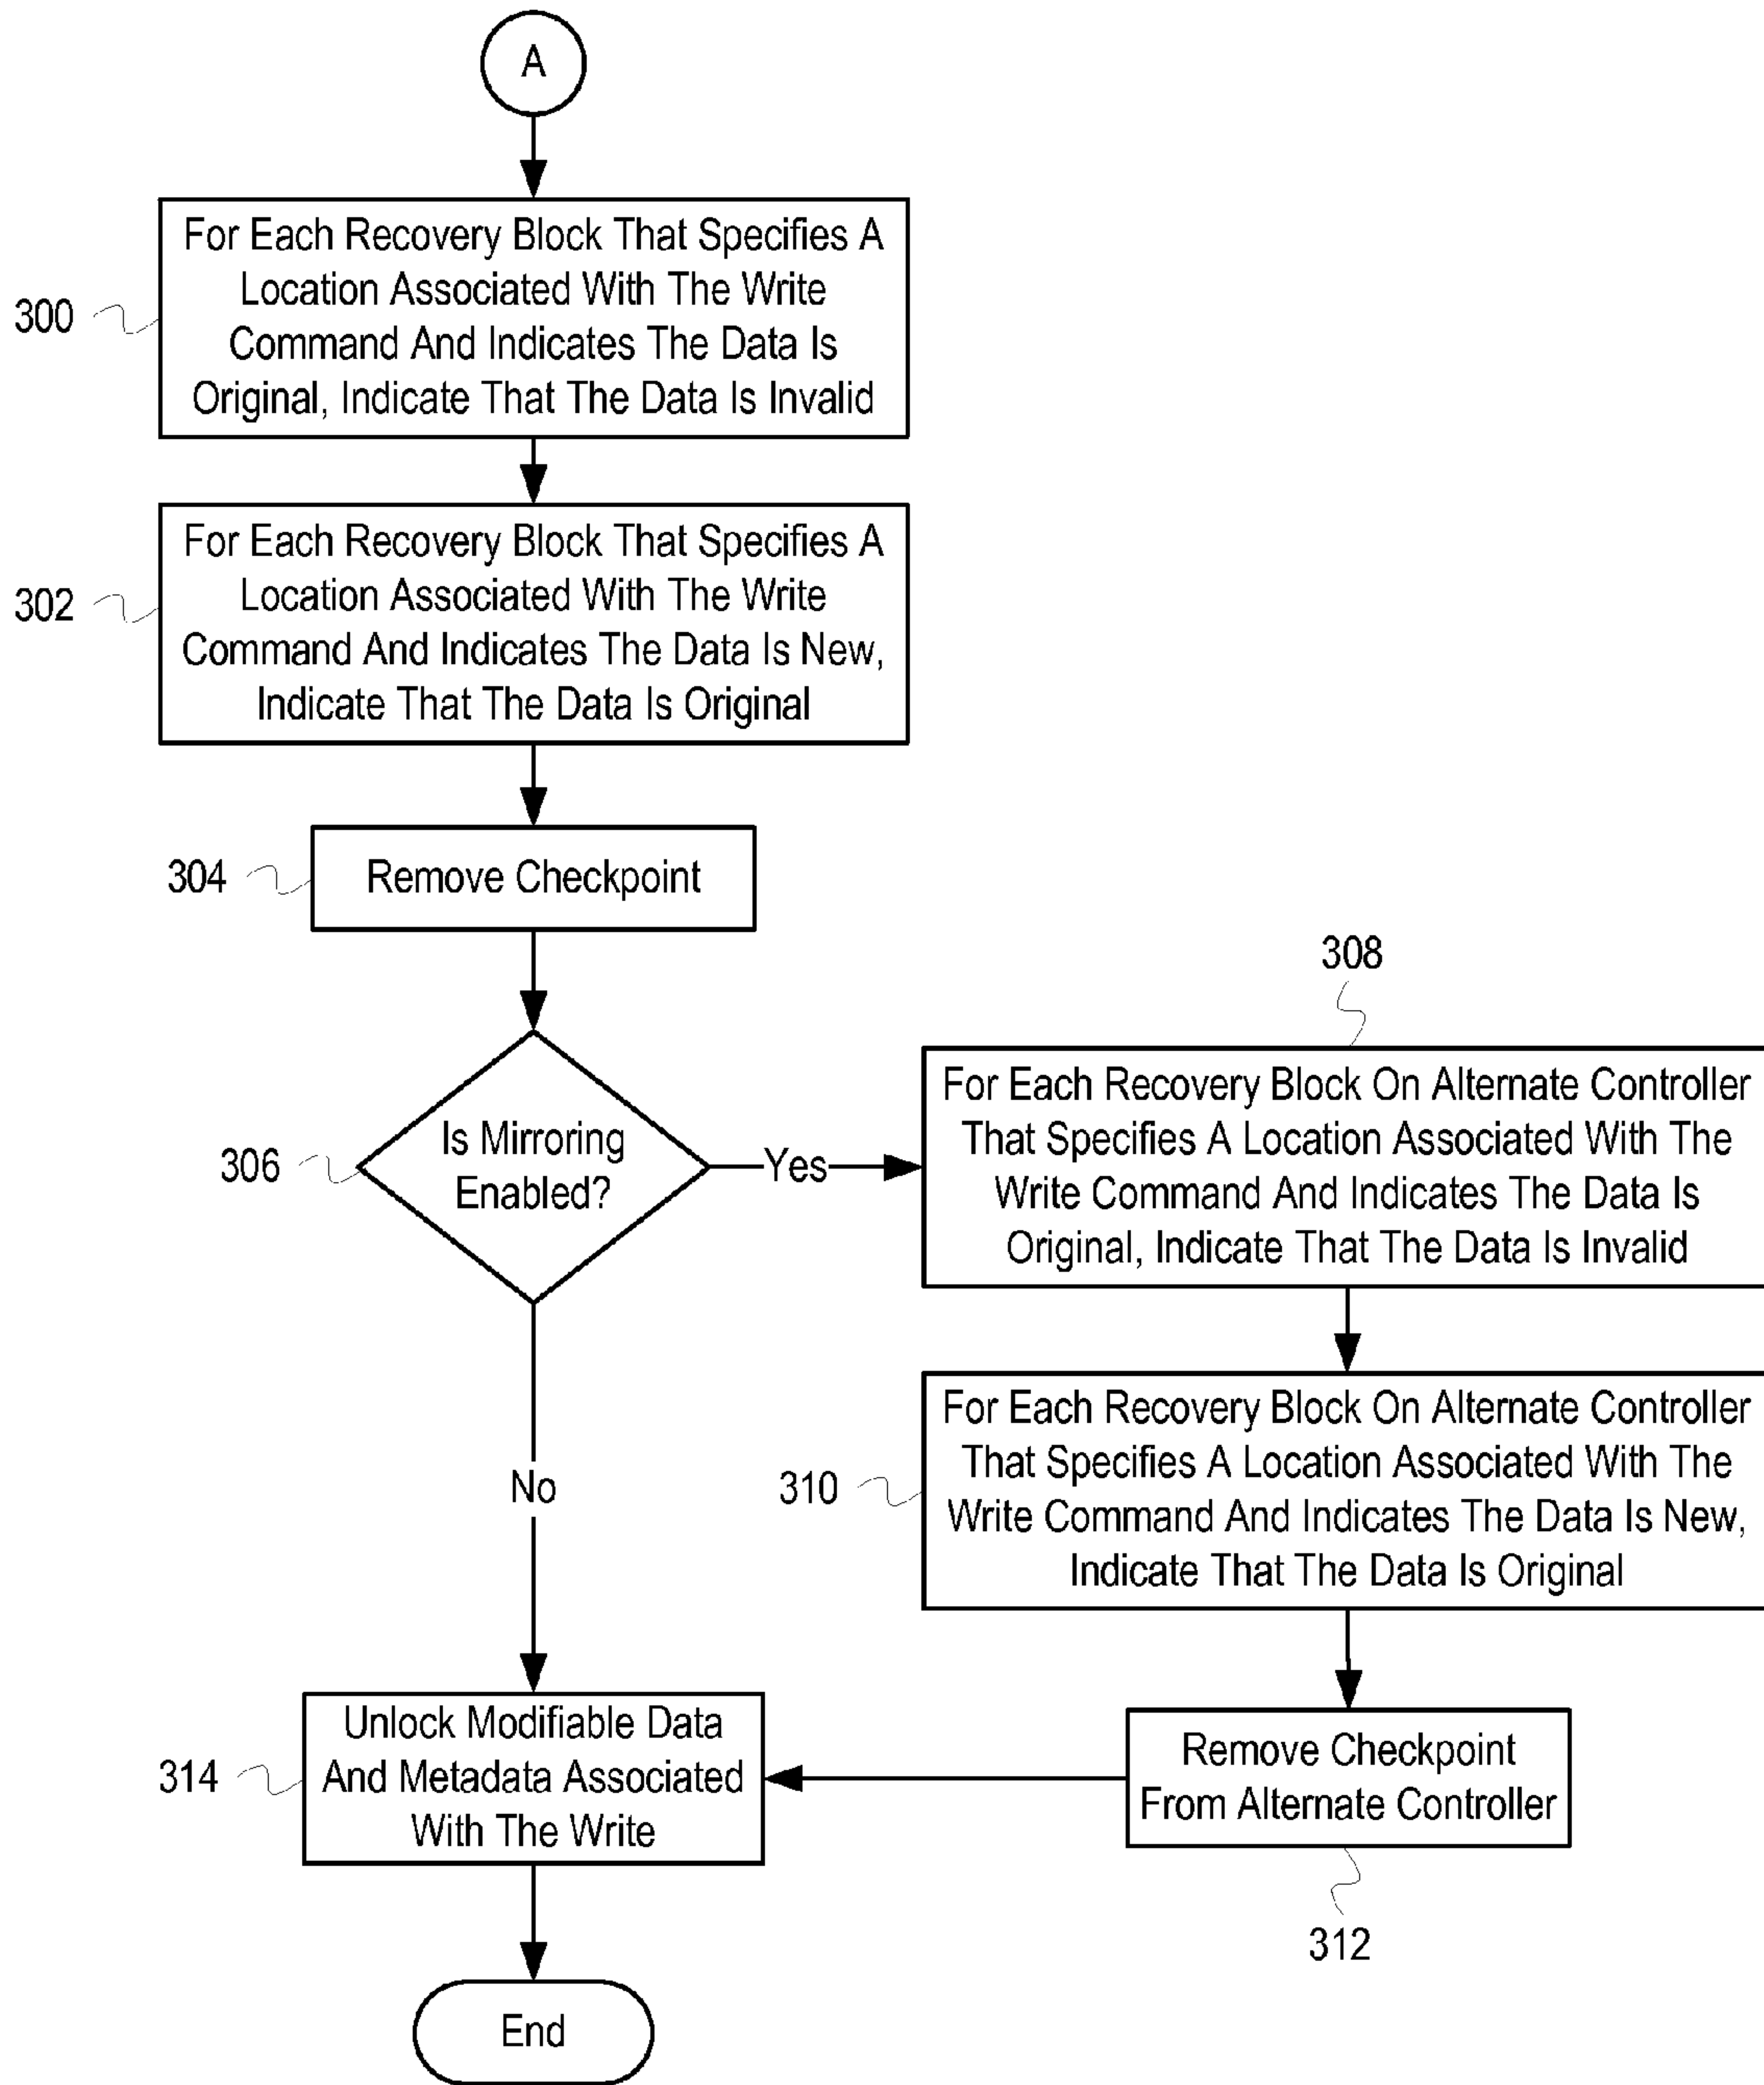 A
300
For Each Recovery Block That Specifies A
Location Associated With The Write
Command And Indicates The Data Is
Original, Indicate That The Data Is Invalid
302
For Each Recovery Block That Specifies A
Location Associated With The Write
Command And Indicates The Data Is New,
Indicate That The Data Is Original
304
Remove Checkpoint
306
Is Mirroring
Enabled?
Yes
No
308
For Each Recovery Block On Alternate Controller
That Specifies A Location Associated With The
Write Command And Indicates The Data Is
Original, Indicate That The Data Is Invalid
310
For Each Recovery Block On Alternate Controller
That Specifies A Location Associated With The
Write Command And Indicates The Data Is New,
Indicate That The Data Is Original
Remove Checkpoint
From Alternate Controller
312
314
Unlock Modifiable Data
And Metadata Associated
With The Write
End